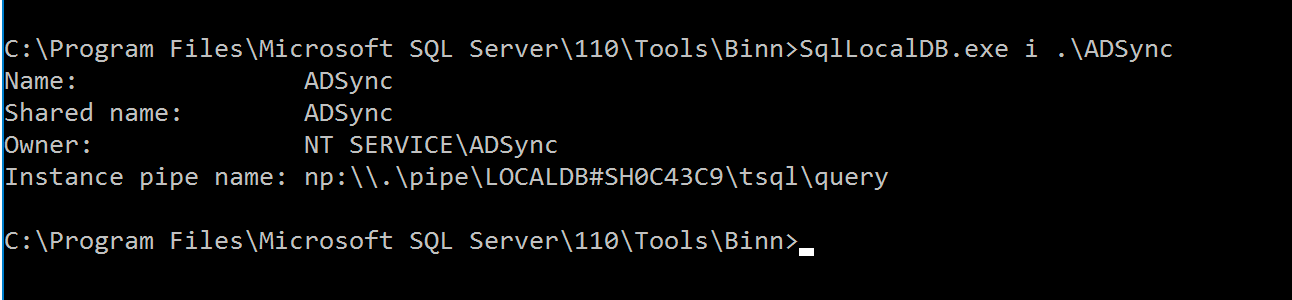 C:\Program Files\Microsoft SQL Server\110\Tools\Binn>SqlLocalDB.exe i .\ADSync
Name:               ADSync
Shared name:        ADSync
Owner:              NT SERVICE\ADSync
Instance pipe name: np:\\.\pipe\LOCALDB#SH0C43C9\tsql\query
C:\Program Files\Microsoft SQL Server\110\Tools\Binn>